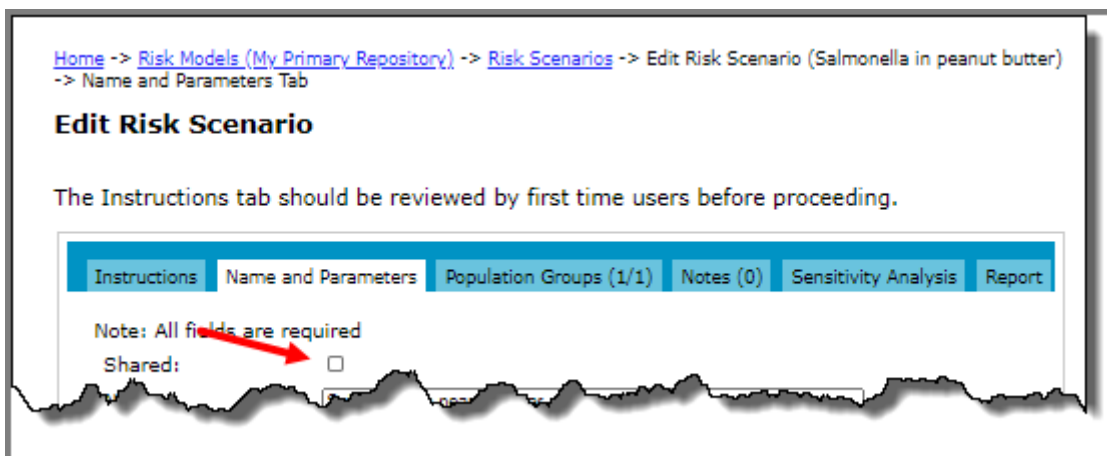 Home -> Risk Models (My Primary Repository) -> Risk Scenarios -> Edit Risk Scenario (Salmonella in peanut butter)
-> Name and Parameters Tab
Edit Risk Scenario
The Instructions tab should be reviewed by first time users before proceeding.
Instructions Name and Parameters Population Groups (1/1) Notes (0) Sensitivity Analysis Report
Note: All fields are required
Shared: